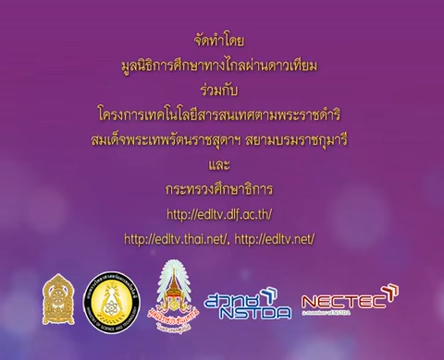 จัดทำโดย
มูลนิธิการศึกษาทางไกลผ่านดาวเทียม
ร่วมกับ
โครงการเทคโนโลยีสารสนเทศตามพระราชดำริ
สมเด็จพระเทพรัตนราชสุดาฯ สยามบรมราชกุมารี
และ
กระทรวงศึกษาธิการ
http://edltv.dlf.ac.th/
http://edltv.thai.net/, http://edltv.net/
สวทช
NSTDA
NECTEC
a member of NSTDA